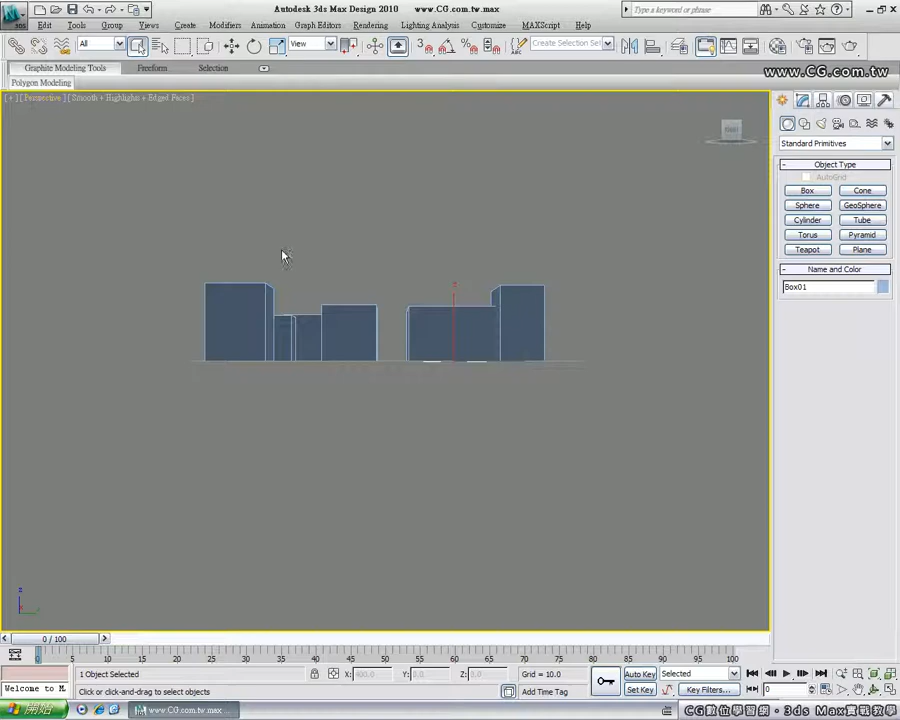 Autodesk 3ds Max Design 2010 www.CG.com.tw.max
Type a keyword or phrase
Edit Tools Group Views Create Modifiers Animation Graph Editors Rendering Lighting Analysis Customize MAXScript Help
All View Create Selection Set
Graphite Modeling Tools Freeform Selection
www.CG.com.tw
Polygon Modeling
[ + ] [ Perspective ] [ Smooth + Highlights + Edged Faces ]
Standard Primitives
Object Type
AutoGrid
Box Cone
Sphere GeoSphere
Cylinder Tube
Torus Pyramid
Teapot Plane
Name and Color
Box01
z
0 / 100
0 5 10 15 20 25 30 35 40 45 50 55 60 65 70 75 80 85 90 95 100
1 Object Selected X: Y: Z: Grid = 10.0 Auto Key Selected
Welcome to M Click or click-and-drag to select objects Add Time Tag Set Key Key Filters... 0
開始 www.CG.com.tw.max ... CG數位學習網·3ds Max實戰教學